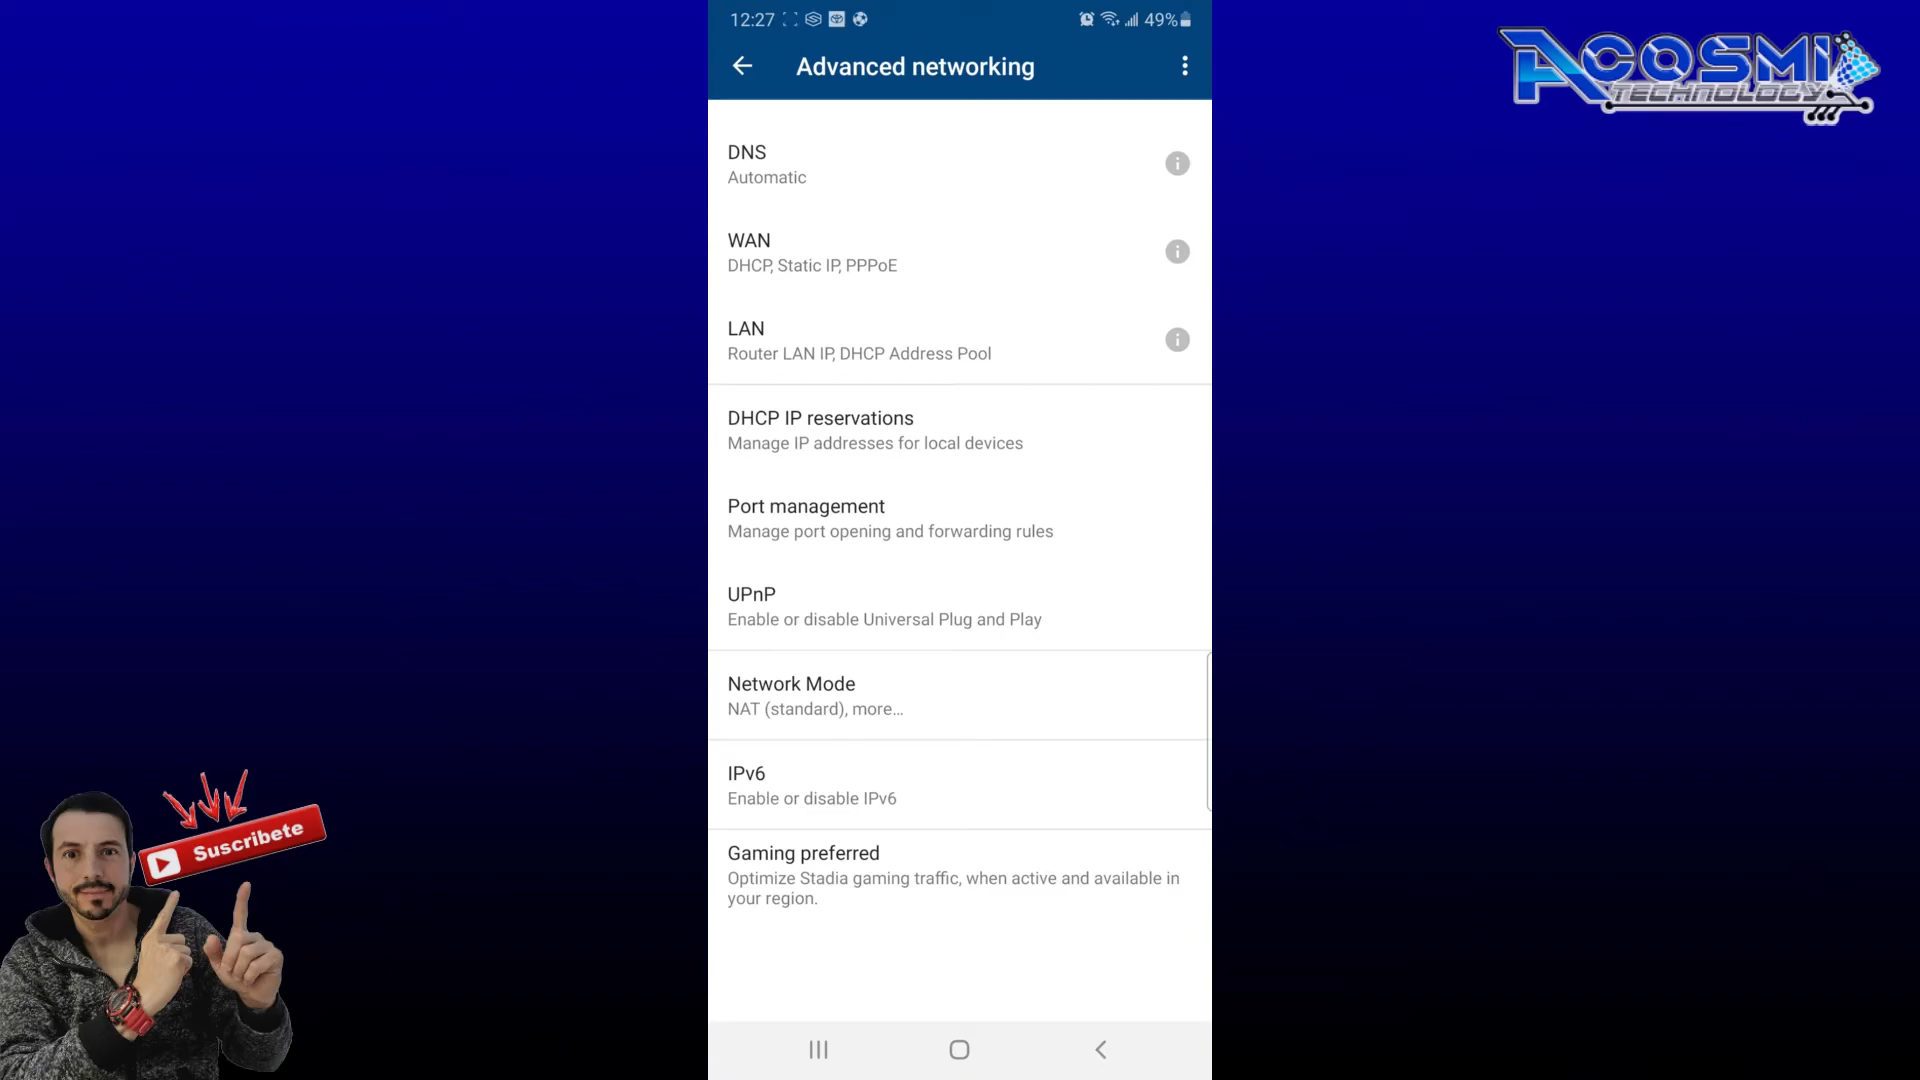 12:27
49%
ACOSMI
TECHNOLOGY
Advanced networking
DNS
Automatic
WAN
DHCP, Static IP, PPPoE
LAN
Router LAN IP, DHCP Address Pool
DHCP IP reservations
Manage IP addresses for local devices
Port management
Manage port opening and forwarding rules
UPnP
Enable or disable Universal Plug and Play
Network Mode
NAT (standard), more...
IPv6
Enable or disable IPv6
Gaming preferred
Optimize Stadia gaming traffic, when active and available in
your region.
Suscribete